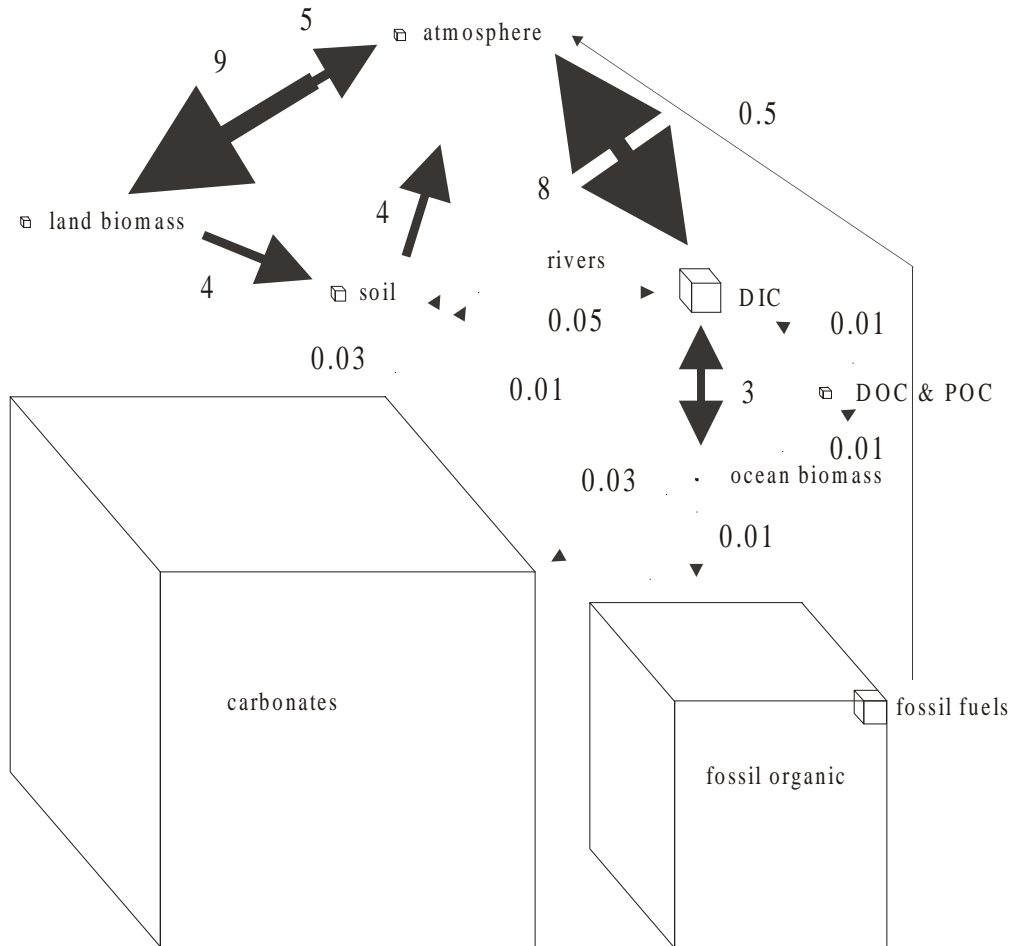 5
atmosphere
9
0.5
8
4
land biomass
rivers
4
soil
DIC
0.05
0.01
0.03
0.01
3
DOC & POC
0.01
0.03
ocean biomass
0.01
carbonates
fossil fuels
fossil organic